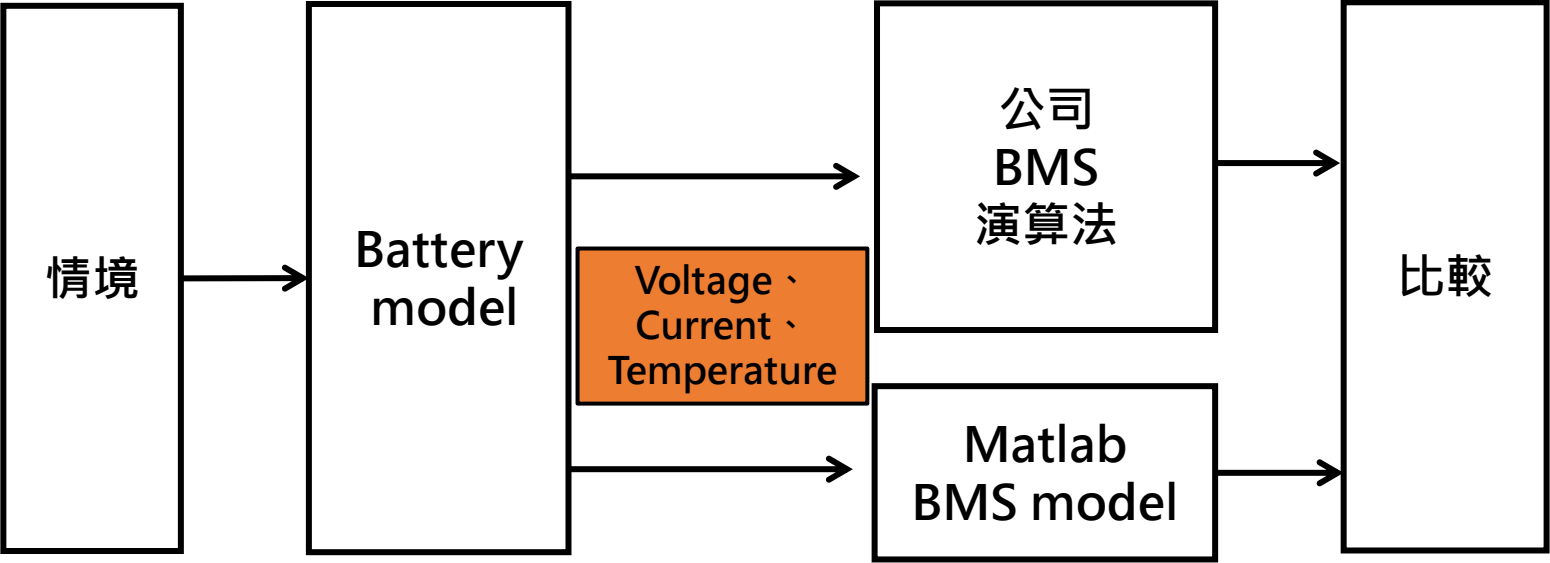 情境
Battery
model
Voltage、
Current、
Temperature
公司
BMS
演算法
Matlab
BMS model
比較